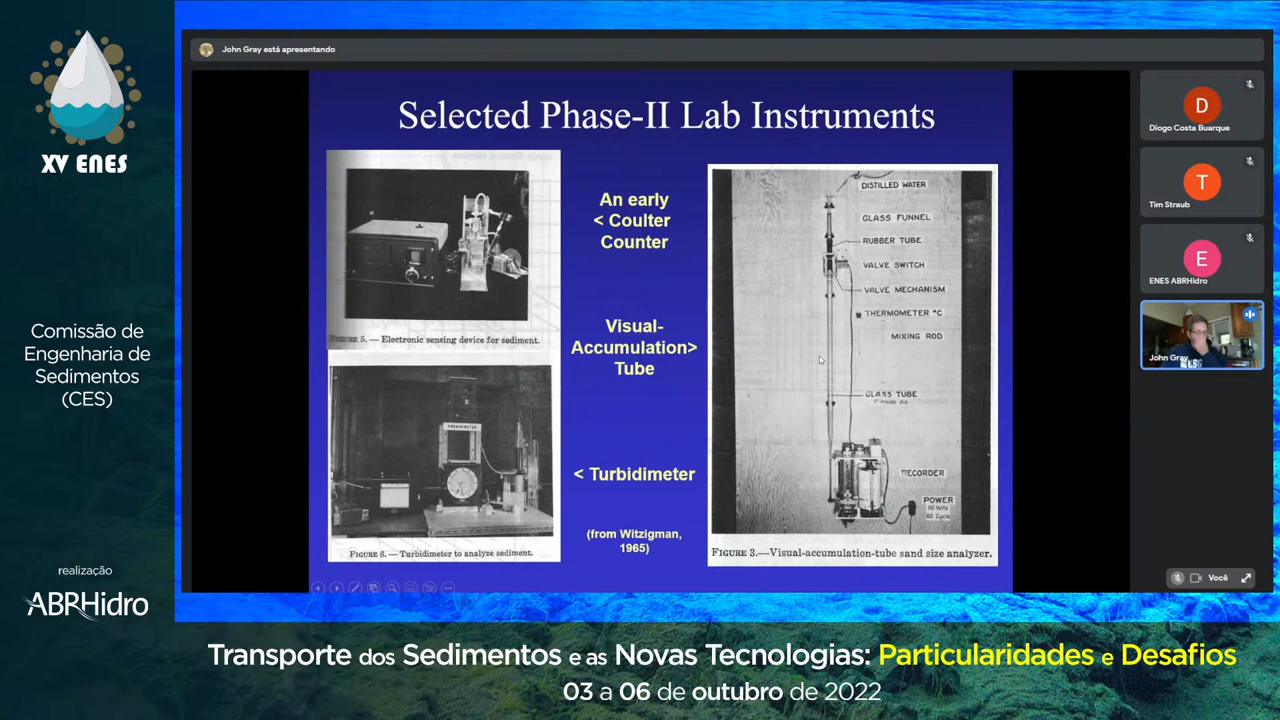 John Gray está apresentando
XV ENES
Comissão de
Engenharia de
Sedimentos
(CES)
realização
ABRHidro
Selected Phase-II Lab Instruments
FIGURE 5. — Electronic sensing device for sediment.
FIGURE 6. — Turbidimeter to analyze sediment.
TURBIDIMETER
An early
< Coulter
Counter
Visual-
Accumulation>
Tube
< Turbidimeter
(from Witzigman,
1965)
DISTILLED WATER
GLASS FUNNEL
RUBBER TUBE
VALVE SWITCH
VALVE MECHANISM
THERMOMETER °C
MIXING ROD
GLASS TUBE
1" inside dia
RECORDER
POWER
60 Cycle
FIGURE 3.—Visual-accumulation-tube sand size analyzer.
D
Diogo Costa Buarque
T
Tim Straub
E
ENES ABRHidro
John Gray
Você
Transporte dos Sedimentos e as Novas Tecnologias: Particularidades e Desafios
03 a 06 de outubro de 2022